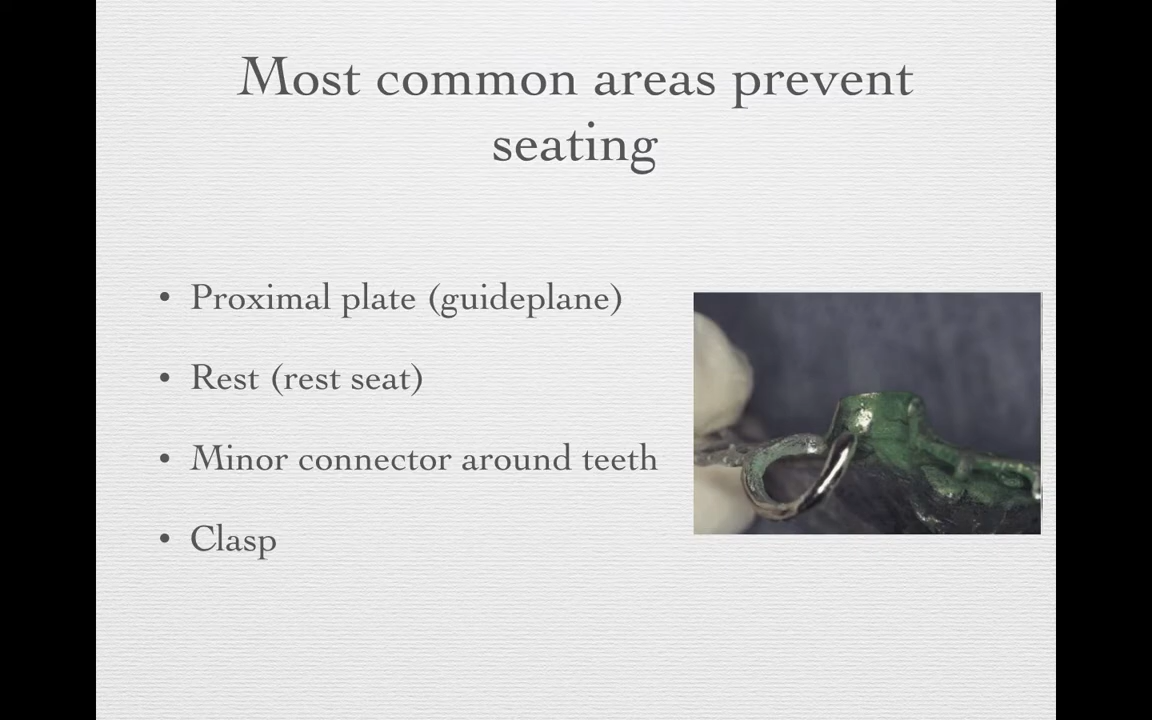 Most common areas prevent
seating
• Proximal plate (guideplane)
• Rest (rest seat)
• Minor connector around teeth
• Clasp